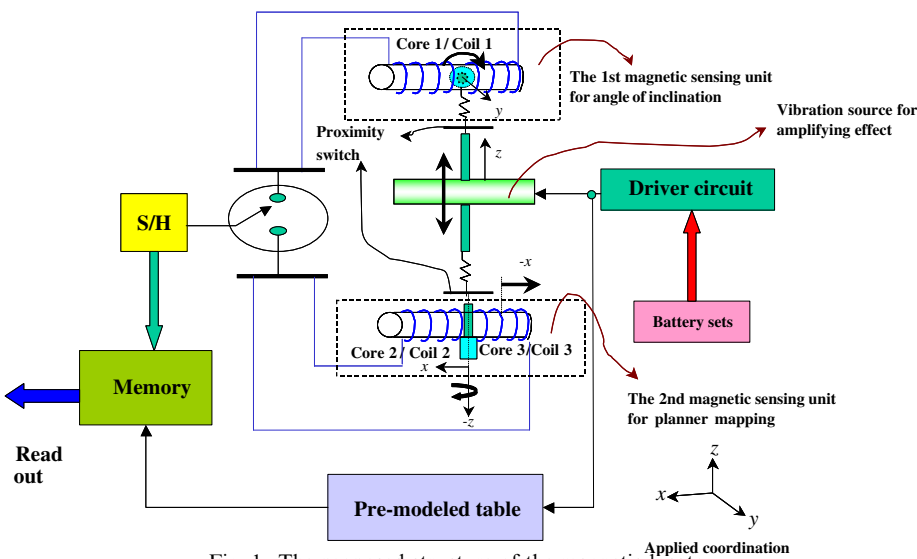 Core 1/ Coil 1
The 1st magnetic sensing unit
for angle of inclination
y
Vibration source for
amplifying effect
Proximity
switch
z
Driver circuit
S/H
-x
Battery sets
Core 2/ Coil 2
Core 3/Coil 3
x
Memory
-z
The 2nd magnetic sensing unit
for planner mapping
Read
out
z
x
y
Pre-modeled table
Applied coordination